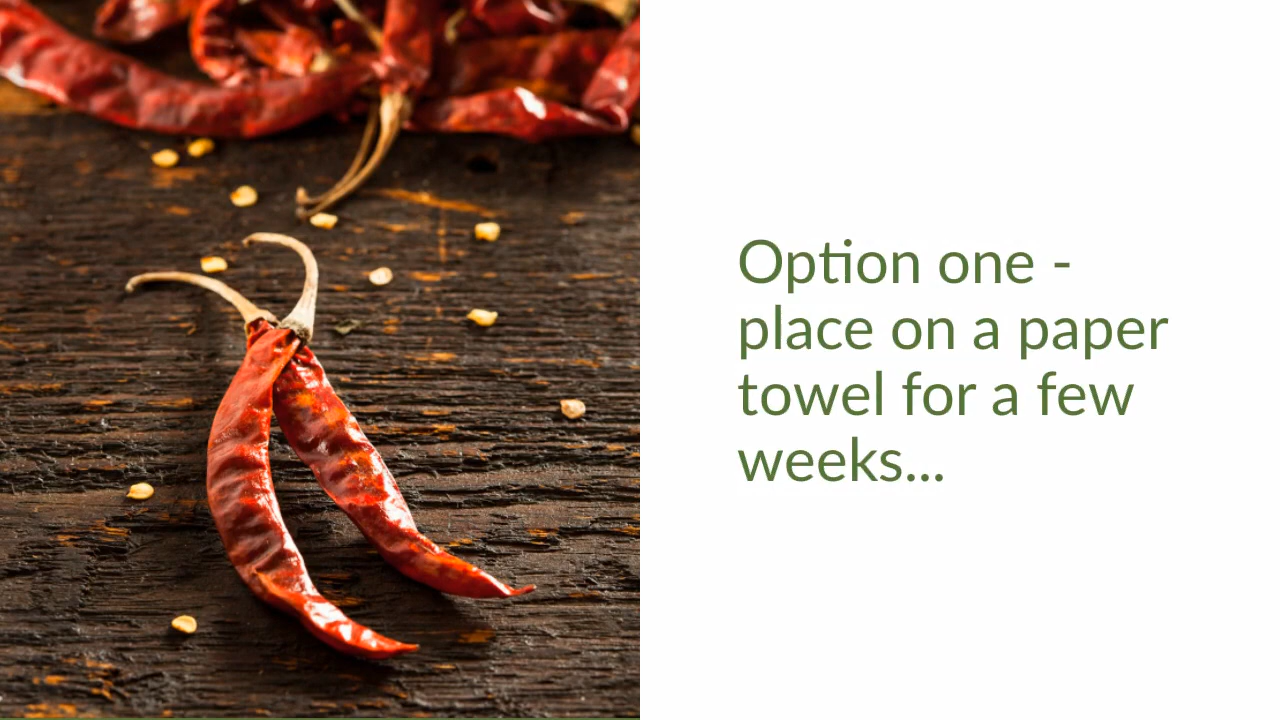 Option one -
place on a paper
towel for a few
weeks...